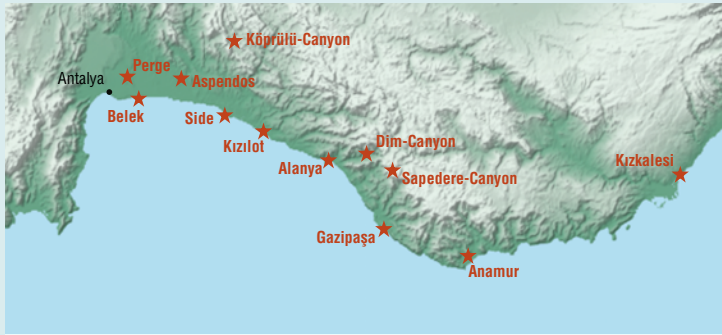 Köprülü-Canyon
Perge
Antalya
Aspendos
Belek
Side
Kızılot
Dim-Canyon
Alanya
Sapedere-Canyon
Kızkalesi
Gazipaşa
Anamur